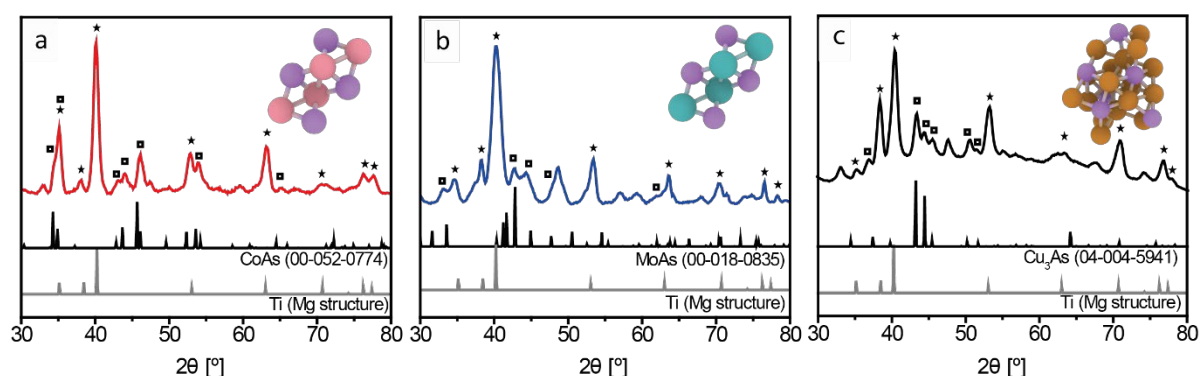 a
CoAs (00-052-0774)
Ti (Mg structure)
30 40 50 60 70 80
2θ [º]
b
MoAs (00-018-0835)
Ti (Mg structure)
30 40 50 60 70 80
2θ [º]
c
Cu₃As (04-004-5941)
Ti (Mg structure)
30 40 50 60 70 80
2θ [º]